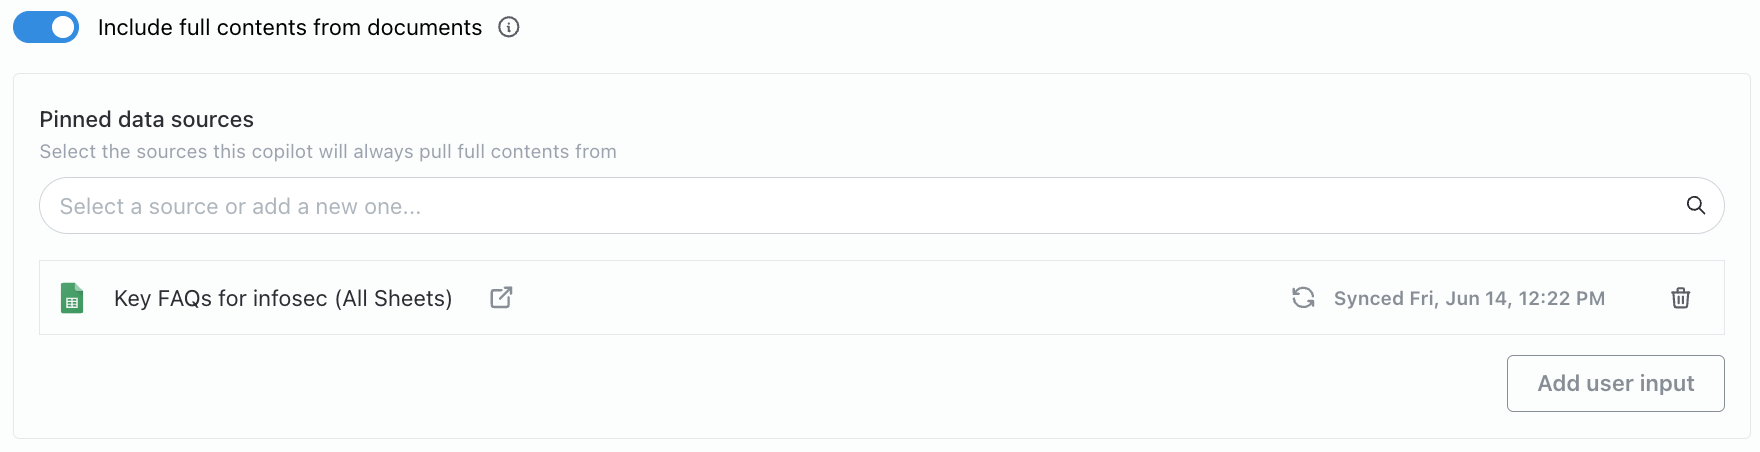 Include full contents from documents
Pinned data sources
Select the sources this copilot will always pull full contents from
Select a source or add a new one...
Key FAQs for infosec (All Sheets)
Synced Fri, Jun 14, 12:22 PM
Add user input